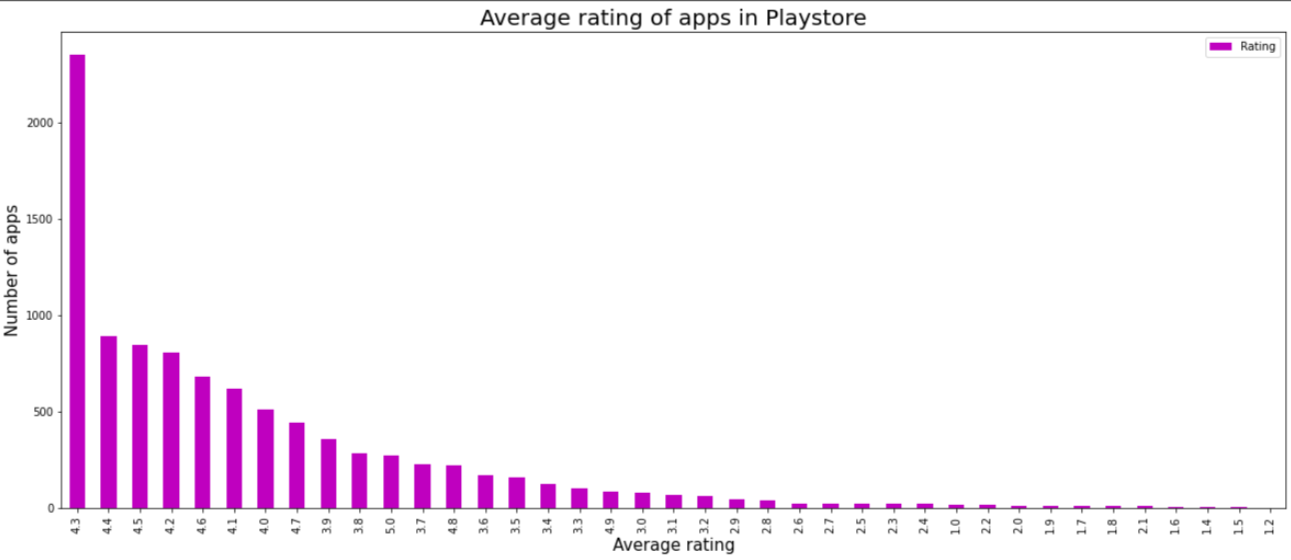 Average rating of apps in Playstore
Rating
Number of apps
2000
1500
1000
500
0
4.3 4.4 4.5 4.2 4.6 4.1 4.0 4.7 3.9 3.8 5.0 3.7 4.8 3.6 3.5 3.4 3.3 4.9 3.0 3.1 3.2 2.9 2.8 2.6 2.7 2.5 2.3 2.4 1.0 2.2 2.0 1.9 1.7 1.8 2.1 1.6 1.4 1.5 1.2
Average rating